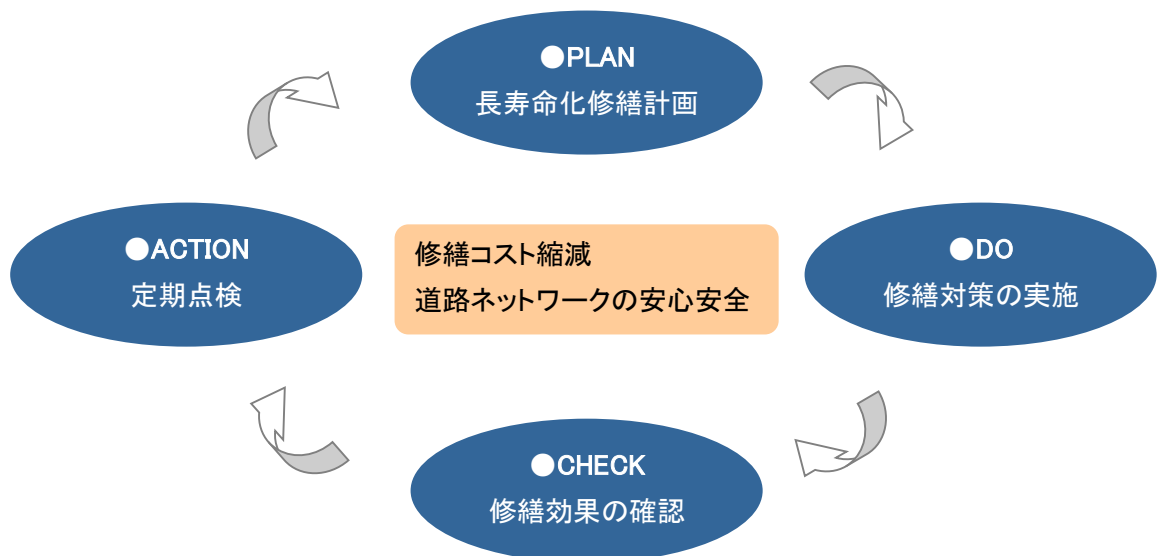 ●PLAN
長寿命化修繕計画
●ACTION
定期点検
修繕コスト縮減
道路ネットワークの安心安全
●DO
修繕対策の実施
●CHECK
修繕効果の確認